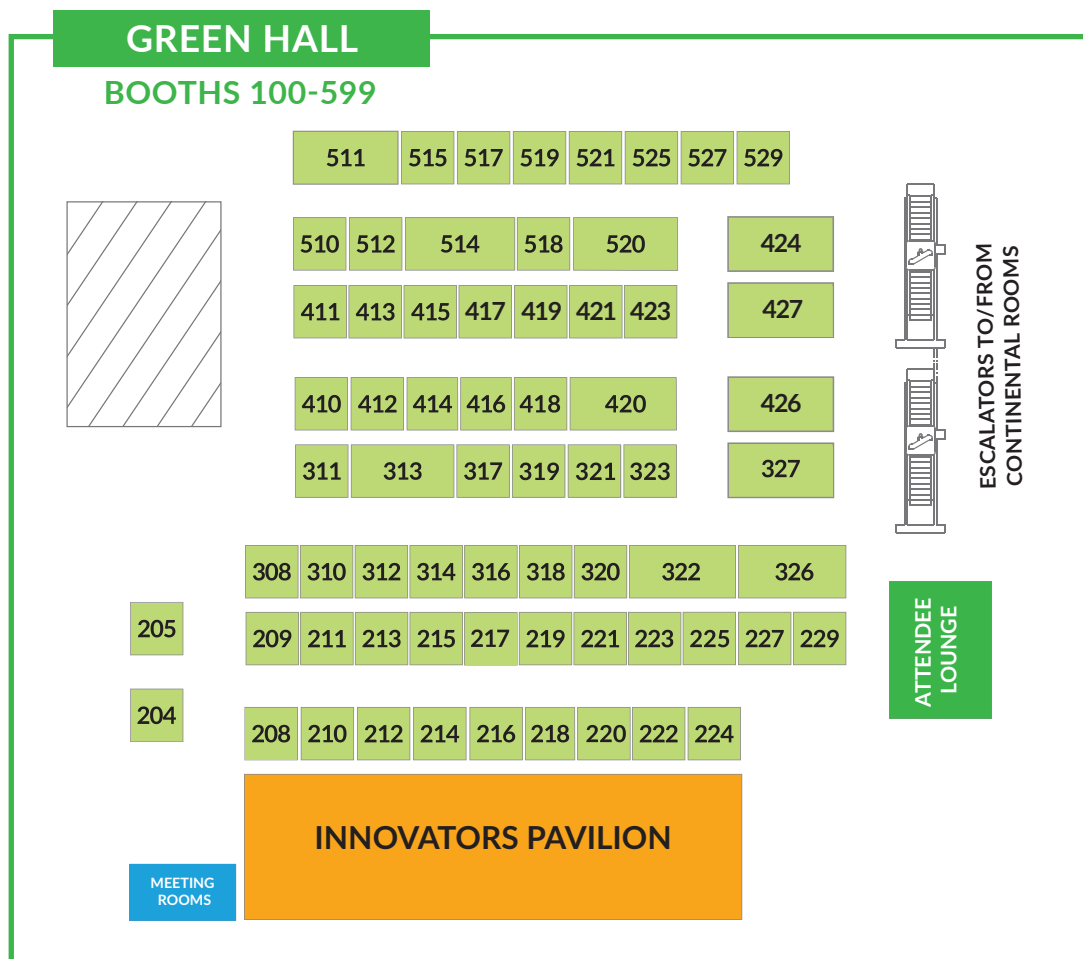 GREEN HALL
BOOTHS 100-599
511 515 517 519 521 525 527 529
510 512 514 518 520 424
411 413 415 417 419 421 423 427
410 412 414 416 418 420 426
311 313 317 319 321 323 327
ESCALATORS TO/FROM
CONTINENTAL ROOMS
308 310 312 314 316 318 320 322 326
205 209 211 213 215 217 219 221 223 225 227 229
ATTENDEE
LOUNGE
204 208 210 212 214 216 218 220 222 224
INNOVATORS PAVILION
MEETING
ROOMS